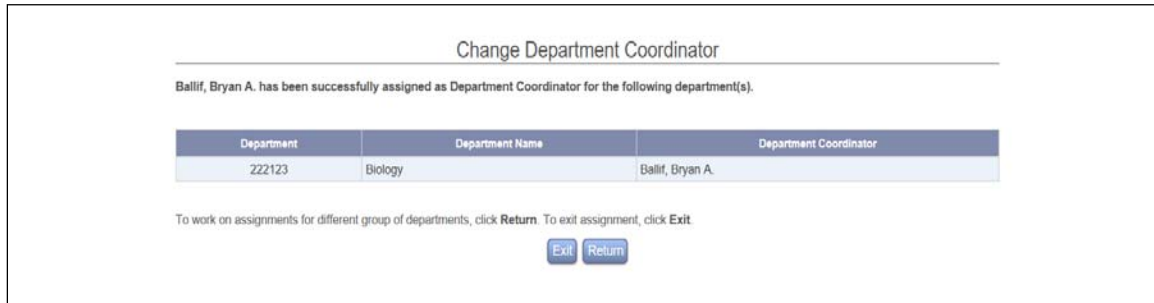 Change Department Coordinator
Ballif, Bryan A. has been successfully assigned as Department Coordinator for the following department(s).
Department Department Name Department Coordinator
222123 Biology Ballif, Bryan A.
To work on assignments for different group of departments, click Return. To exit assignment, click Exit.
Exit Return